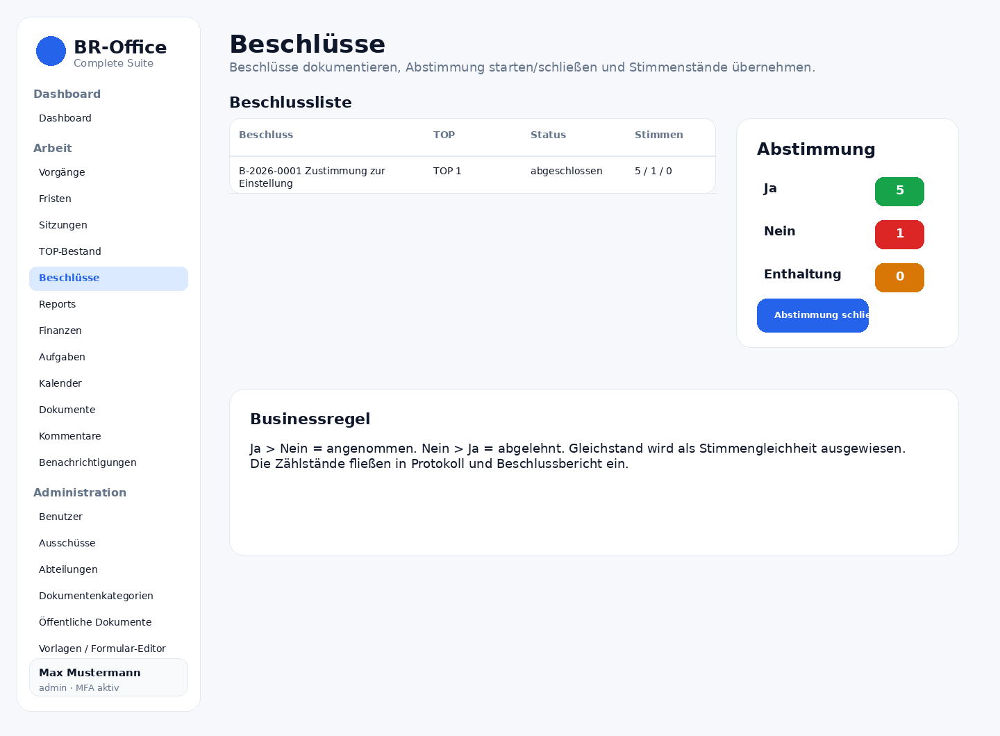 BR-Office
Complete Suite
Dashboard
Dashboard
Arbeit
Vorgänge
Fristen
Sitzungen
TOP-Bestand
Beschlüsse
Reports
Finanzen
Aufgaben
Kalender
Dokumente
Kommentare
Benachrichtigungen
Administration
Benutzer
Ausschüsse
Abteilungen
Dokumentenkategorien
Öffentliche Dokumente
Vorlagen / Formular-Editor
Max Mustermann
admin · MFA aktiv
Beschlüsse
Beschlüsse dokumentieren, Abstimmung starten/schließen und Stimmenstände übernehmen.
Beschlussliste
Beschluss TOP Status Stimmen
B-2026-0001 Zustimmung zur TOP 1 abgeschlossen 5 / 1 / 0
Einstellung
Abstimmung
Ja 5
Nein 1
Enthaltung 0
Abstimmung schlie
Businessregel
Ja > Nein = angenommen. Nein > Ja = abgelehnt. Gleichstand wird als Stimmengleichheit ausgewiesen.
Die Zählstände fließen in Protokoll und Beschlussbericht ein.